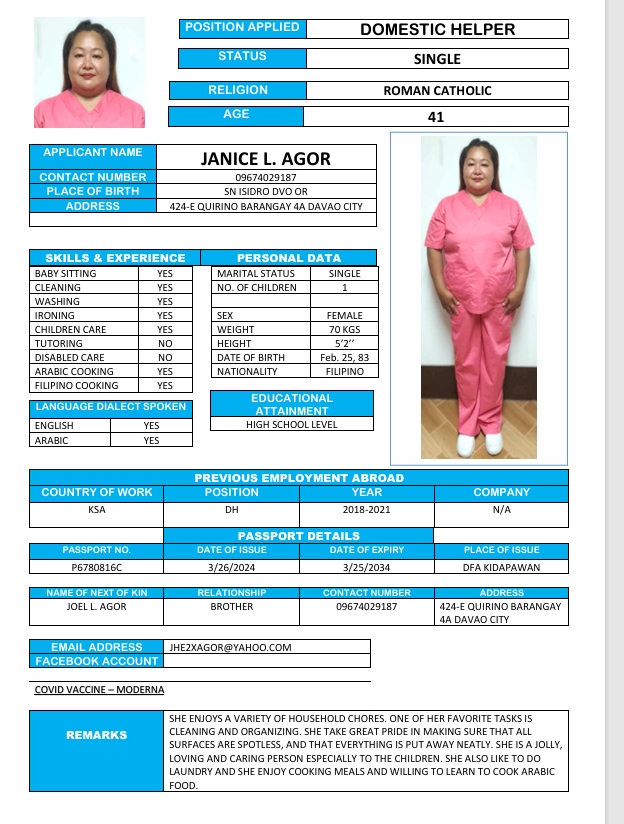 POSITION APPLIED DOMESTIC HELPER
STATUS SINGLE
RELIGION ROMAN CATHOLIC
AGE 41
APPLICANT NAME JANICE L. AGOR
CONTACT NUMBER 09674029187
PLACE OF BIRTH SN ISIDRO DVO OR
ADDRESS 424-E QUIRINO BARANGAY 4A DAVAO CITY
SKILLS & EXPERIENCE
BABY SITTING YES
CLEANING YES
WASHING YES
IRONING YES
CHILDREN CARE YES
TUTORING NO
DISABLED CARE NO
ARABIC COOKING YES
FILIPINO COOKING YES
LANGUAGE DIALECT SPOKEN
ENGLISH YES
ARABIC YES
PERSONAL DATA
MARITAL STATUS SINGLE
NO. OF CHILDREN 1
SEX FEMALE
WEIGHT 70 KGS
HEIGHT 5’2’’
DATE OF BIRTH Feb. 25, 83
NATIONALITY FILIPINO
EDUCATIONAL
ATTAINMENT
HIGH SCHOOL LEVEL
PREVIOUS EMPLOYMENT ABROAD
COUNTRY OF WORK POSITION YEAR COMPANY
KSA DH 2018-2021 N/A
PASSPORT DETAILS
PASSPORT NO. DATE OF ISSUE DATE OF EXPIRY PLACE OF ISSUE
P6780816C 3/26/2024 3/25/2034 DFA KIDAPAWAN
NAME OF NEXT OF KIN RELATIONSHIP CONTACT NUMBER ADDRESS
JOEL L. AGOR BROTHER 09674029187 424-E QUIRINO BARANGAY
4A DAVAO CITY
EMAIL ADDRESS JHE2XAGOR@YAHOO.COM
FACEBOOK ACCOUNT
COVID VACCINE – MODERNA
REMARKS
SHE ENJOYS A VARIETY OF HOUSEHOLD CHORES. ONE OF HER FAVORITE TASKS IS
CLEANING AND ORGANIZING. SHE TAKE GREAT PRIDE IN MAKING SURE THAT ALL
SURFACES ARE SPOTLESS, AND THAT EVERYTHING IS PUT AWAY NEATLY. SHE IS A JOLLY,
LOVING AND CARING PERSON ESPECIALLY TO THE CHILDREN. SHE ALSO LIKE TO DO
LAUNDRY AND SHE ENJOY COOKING MEALS AND WILLING TO LEARN TO COOK ARABIC
FOOD.